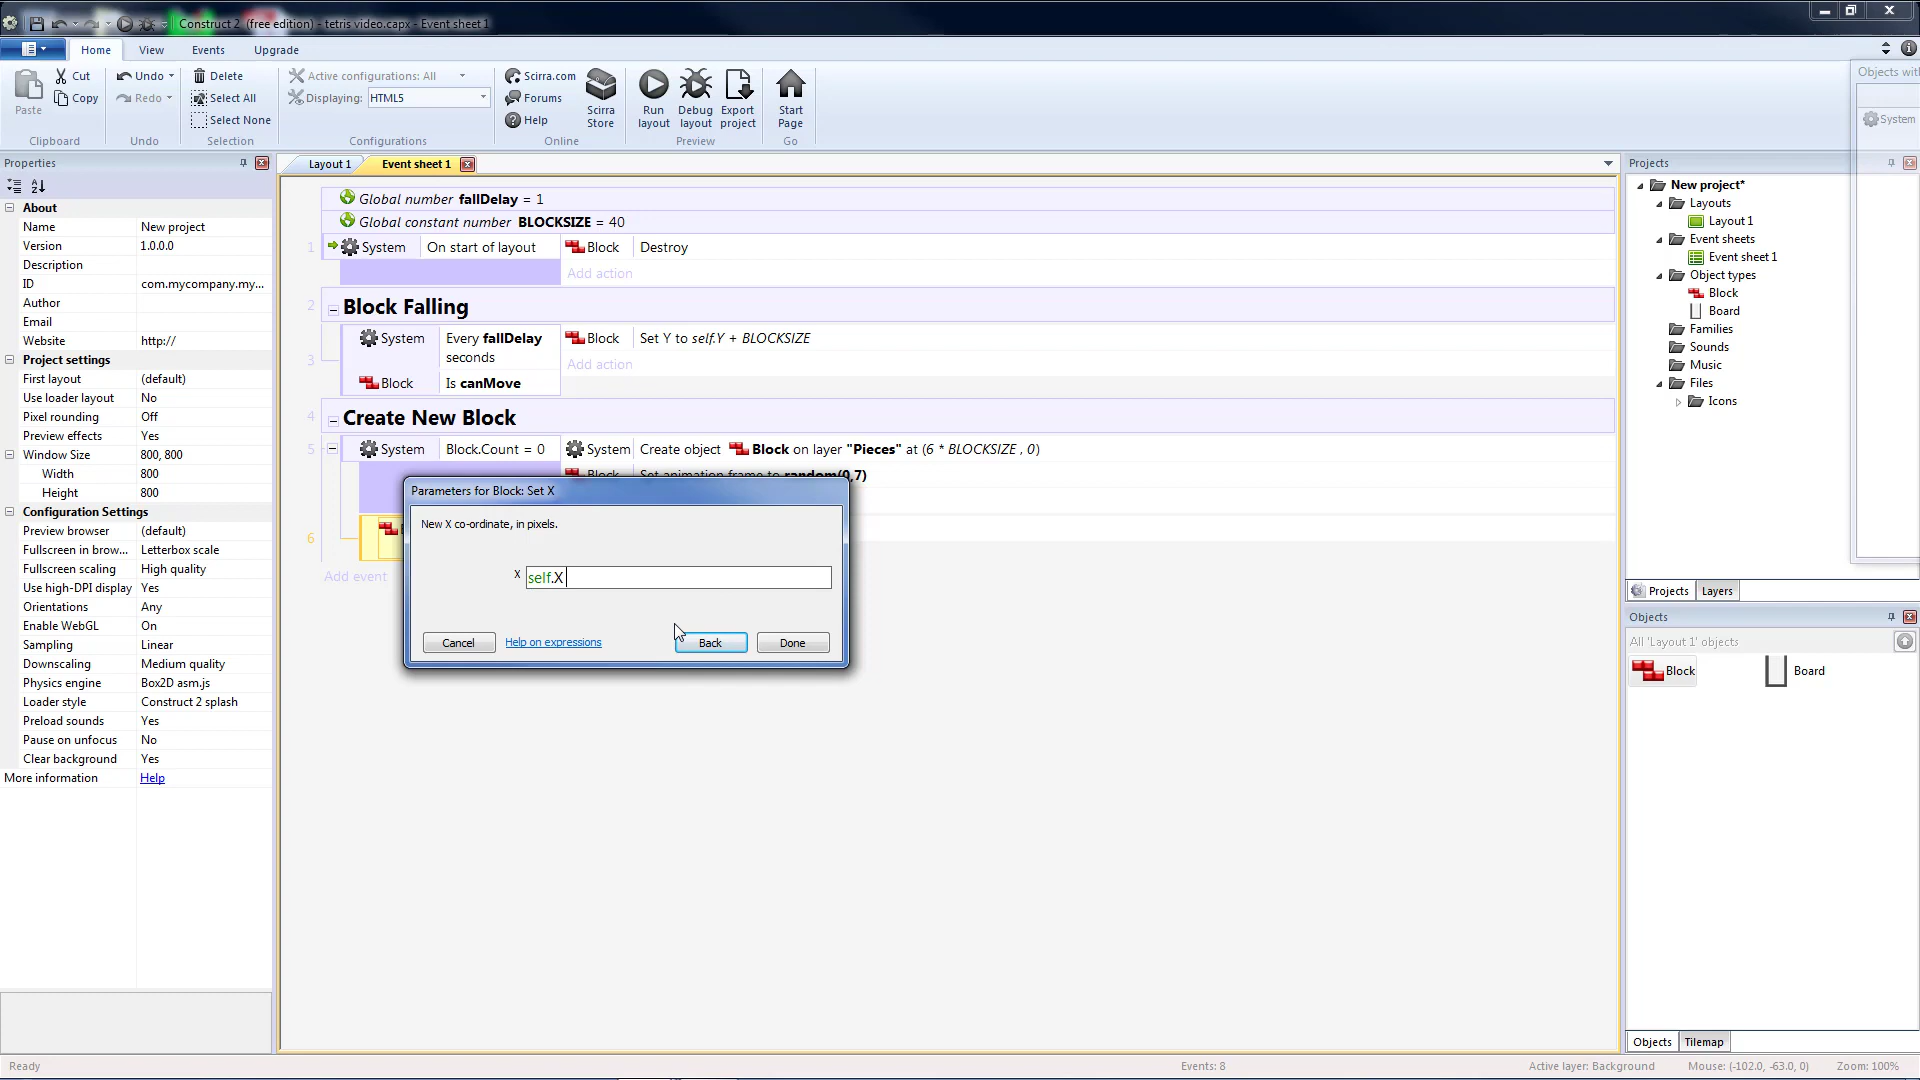 Construct 2 (free edition) - tetris video.capx - Event sheet 1
Home
View
Events
Upgrade
Paste
Cut
Copy
Clipboard
Undo
Redo
Undo
Delete
Select All
Select None
Selection
Active configurations: All
Displaying: HTML5
Configurations
Scirra.com
Forums
Help
Scirra Store
Online
Run layout
Debug layout
Export project
Preview
Start Page
Go
Objects wit
System
Properties
About
Name New project
Version 1.0.0.0
Description
ID com.mycompany.my...
Author
Email
Website http://
Project settings
First layout (default)
Use loader layout No
Pixel rounding Off
Preview effects Yes
Window Size 800, 800
Width 800
Height 800
Configuration Settings
Preview browser (default)
Fullscreen in brow... Letterbox scale
Fullscreen scaling High quality
Use high-DPI display Yes
Orientations Any
Enable WebGL On
Sampling Linear
Downscaling Medium quality
Physics engine Box2D asm.js
Loader style Construct 2 splash
Preload sounds Yes
Pause on unfocus No
Clear background Yes
More information Help
Layout 1
Event sheet 1
Global number fallDelay = 1
Global constant number BLOCKSIZE = 40
1 System On start of layout Block Destroy
Add action
2 Block Falling
3 System Every fallDelay seconds Block Set Y to self.Y + BLOCKSIZE
Add action
Block Is canMove
4 Create New Block
5 System Block.Count = 0 System Create object Block on layer "Pieces" at (6 * BLOCKSIZE , 0)
Block Set animation frame to random(0,7)
6
Add event
Parameters for Block: Set X
New X co-ordinate, in pixels.
X self.X
Cancel
Help on expressions
Back
Done
Projects
New project*
Layouts
Layout 1
Event sheets
Event sheet 1
Object types
Block
Board
Families
Sounds
Music
Files
Icons
Projects
Layers
Objects
All 'Layout 1' objects
Block
Board
Objects
Tilemap
Ready
Events: 8
Active layer: Background
Mouse: (-102.0, -63.0, 0)
Zoom: 100%